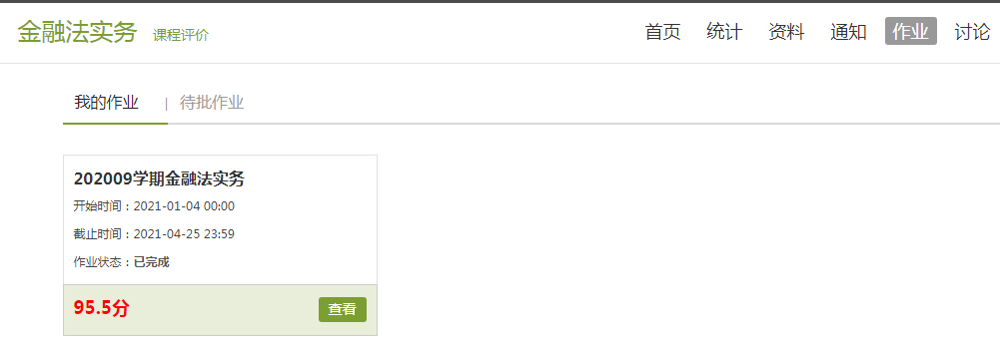 金融法实务 课程评价 首页 统计 资料 通知 作业 讨论
我的作业 | 待批作业
202009学期金融法实务
开始时间：2021-01-04 00:00
截止时间：2021-04-25 23:59
作业状态：已完成
95.5分 查看